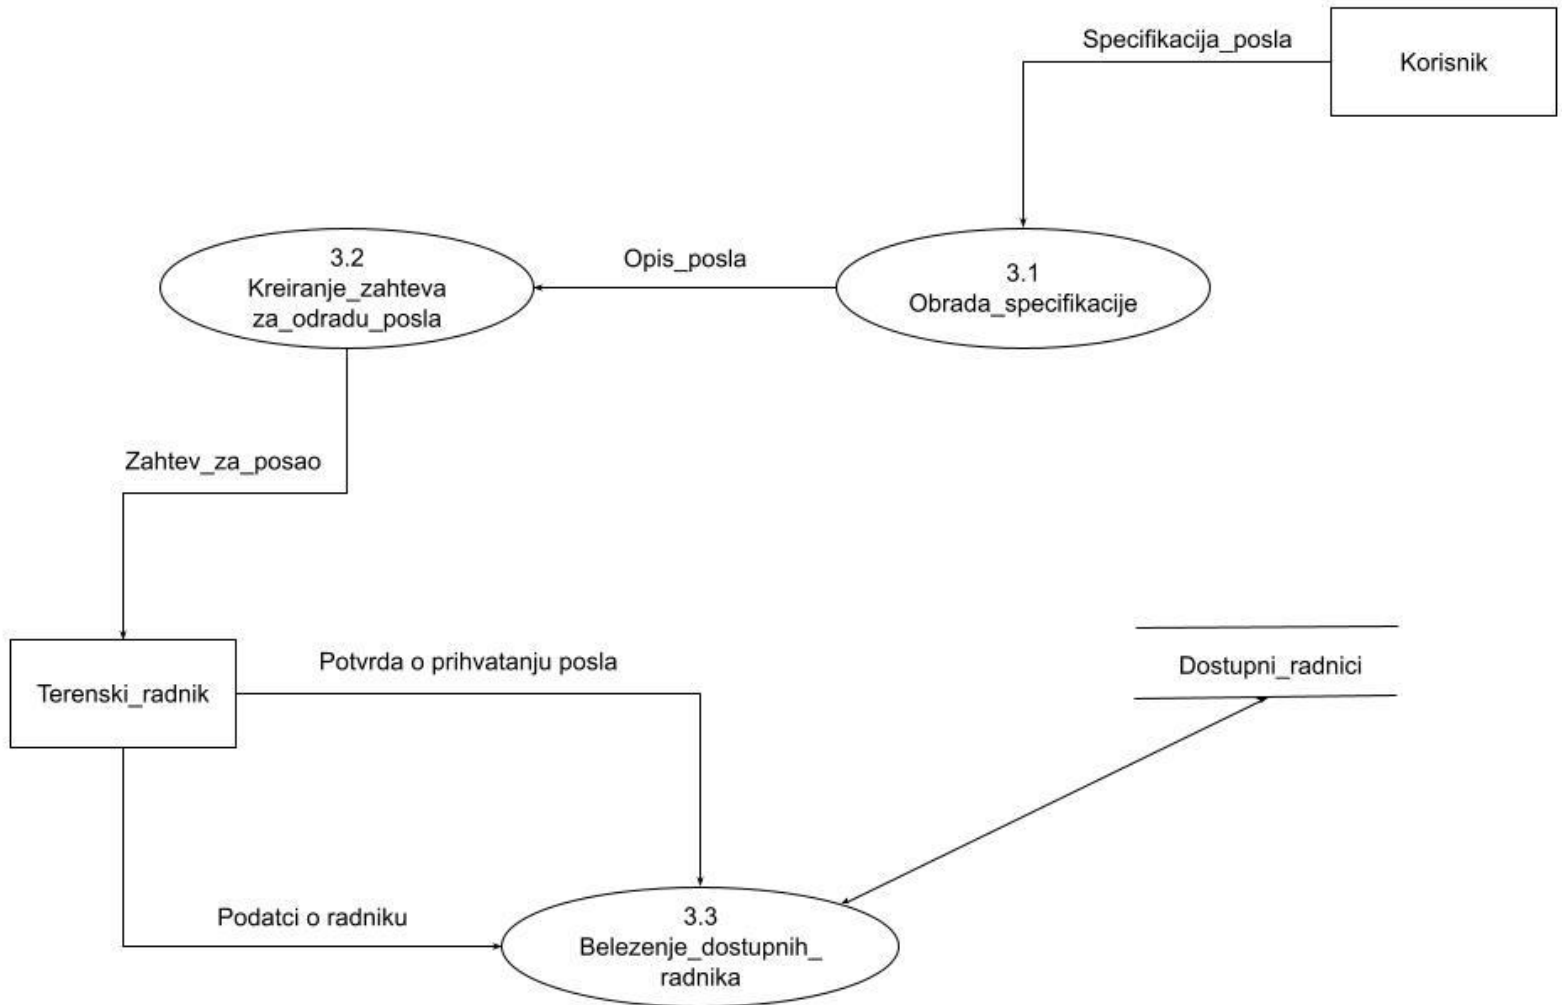 Specifikacija_posla
Korisnik
3.2
Kreiranje_zahteva
za_odradu_posla
Opis_posla
3.1
Obrada_specifikacije
Zahtev_za_posao
Terenski_radnik
Potvrda o prihvatanju posla
Dostupni_radnici
Podatci o radniku
3.3
Belezenje_dostupnih_
radnika